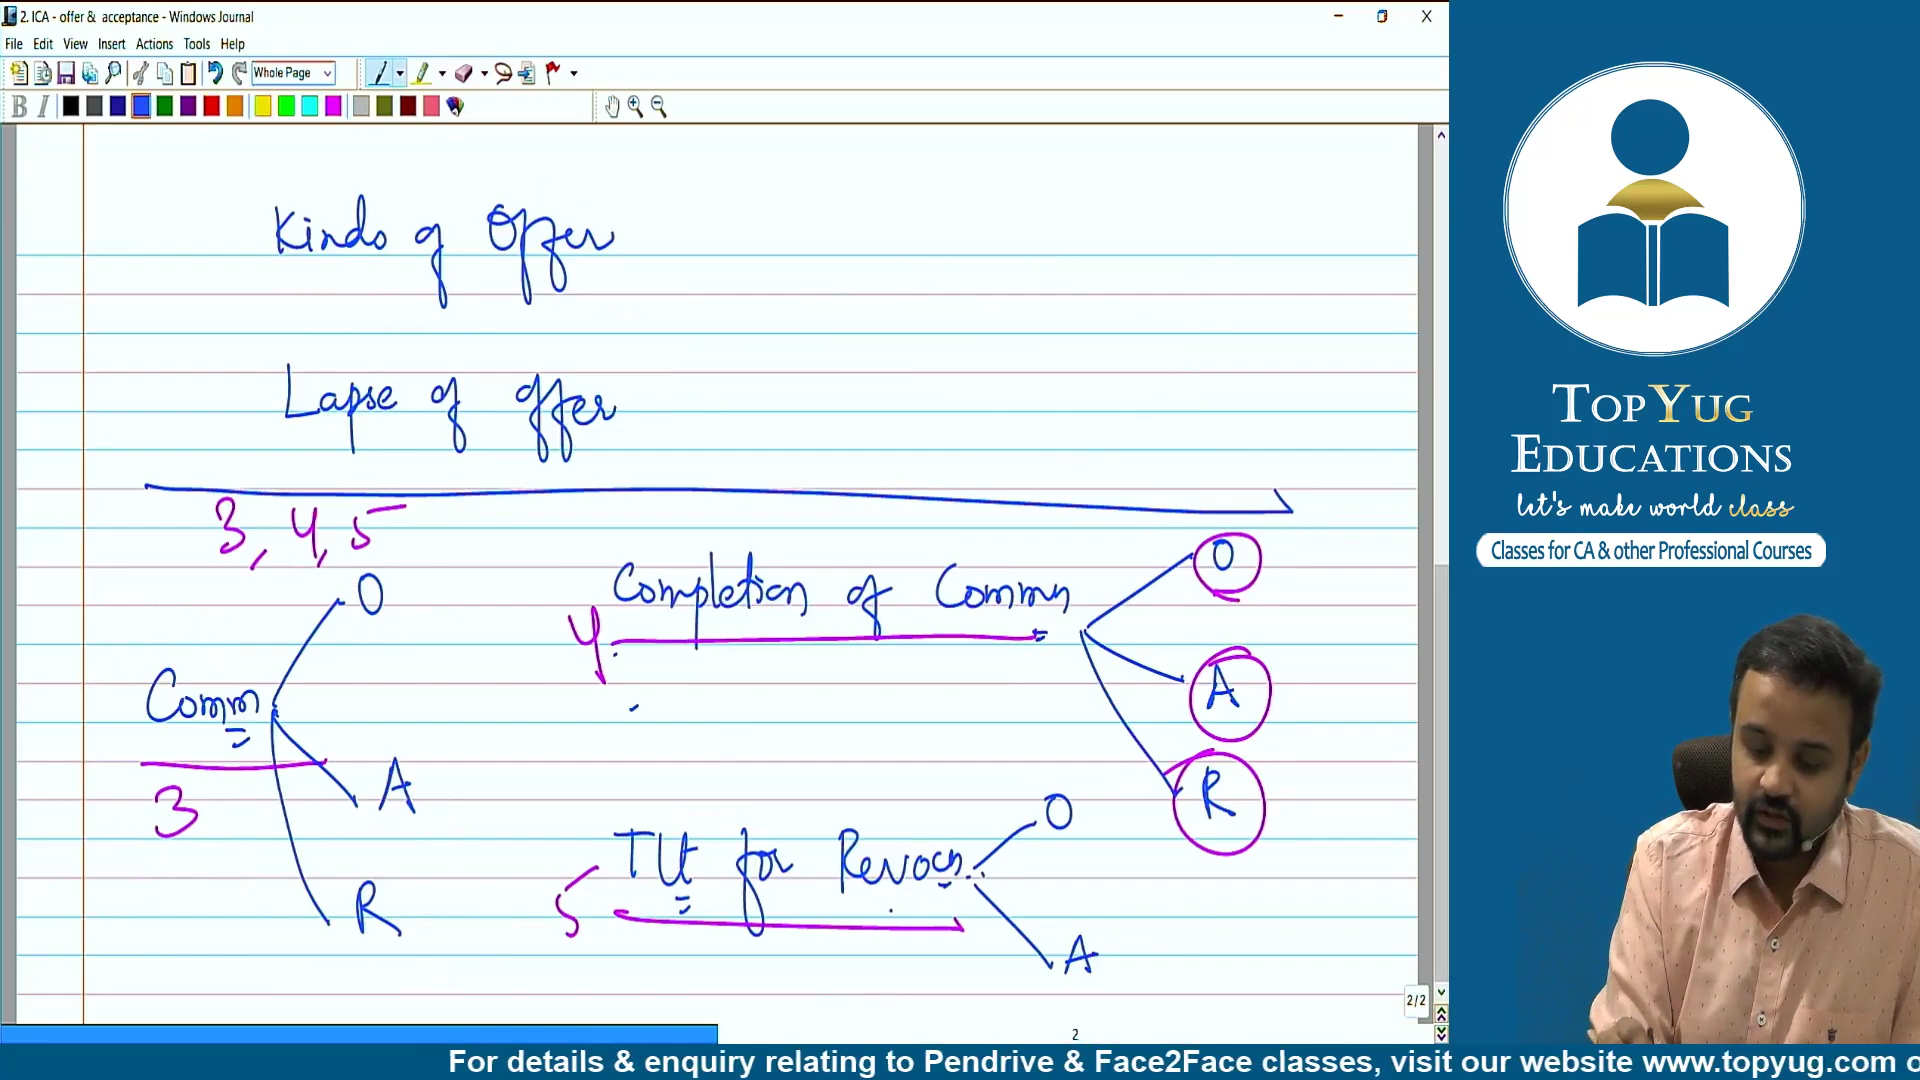 2. ICA - offer & acceptance - Windows Journal
File Edit View Insert Actions Tools Help
Whole Page
B I
Kinds of Offer
Lapse of offer
3, 4, 5
O
Completion of Commn
O
4
A
Commn
A
R
3
O
TLt for Revocn
5
R
A
2/2
2
TOPYUG
EDUCATIONS
let's make world class
Classes for CA & other Professional Courses
For details & enquiry relating to Pendrive & Face2Face classes, visit our website www.topyug.com o